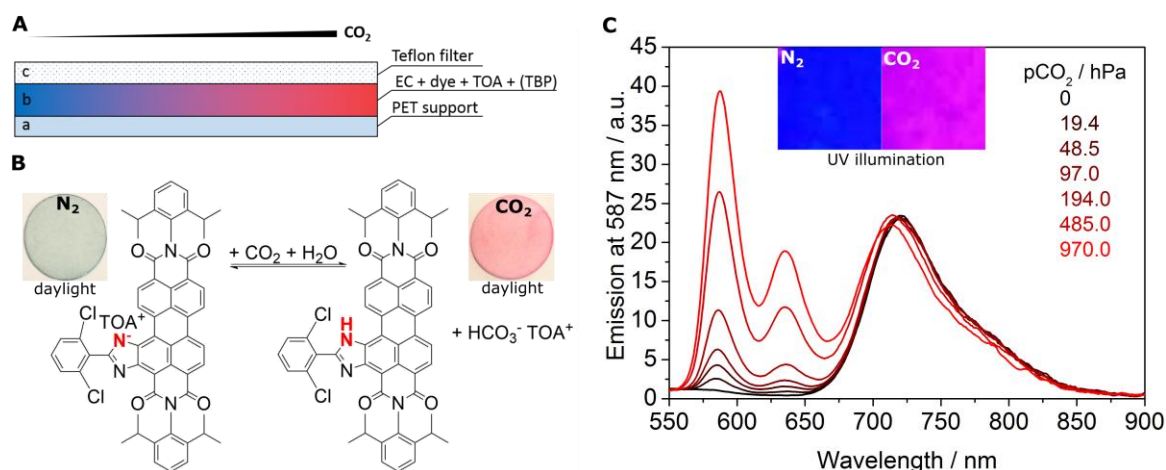 A
CO₂
c
Teflon filter
b
EC + dye + TOA + (TBP)
a
PET support
B
N₂
daylight
O N O
TOA⁺
Cl
N⁻
N
Cl
O N O
+ CO₂ + H₂O
O N O
Cl
H
N
N
Cl
O N O
CO₂
daylight
+ HCO₃⁻ TOA⁺
C
Emission at 587 nm / a.u.
45
40
35
30
25
20
15
10
5
0
N₂
CO₂
UV illumination
pCO₂ / hPa
0
19.4
48.5
97.0
194.0
485.0
970.0
550 600 650 700 750 800 850 900
Wavelength / nm